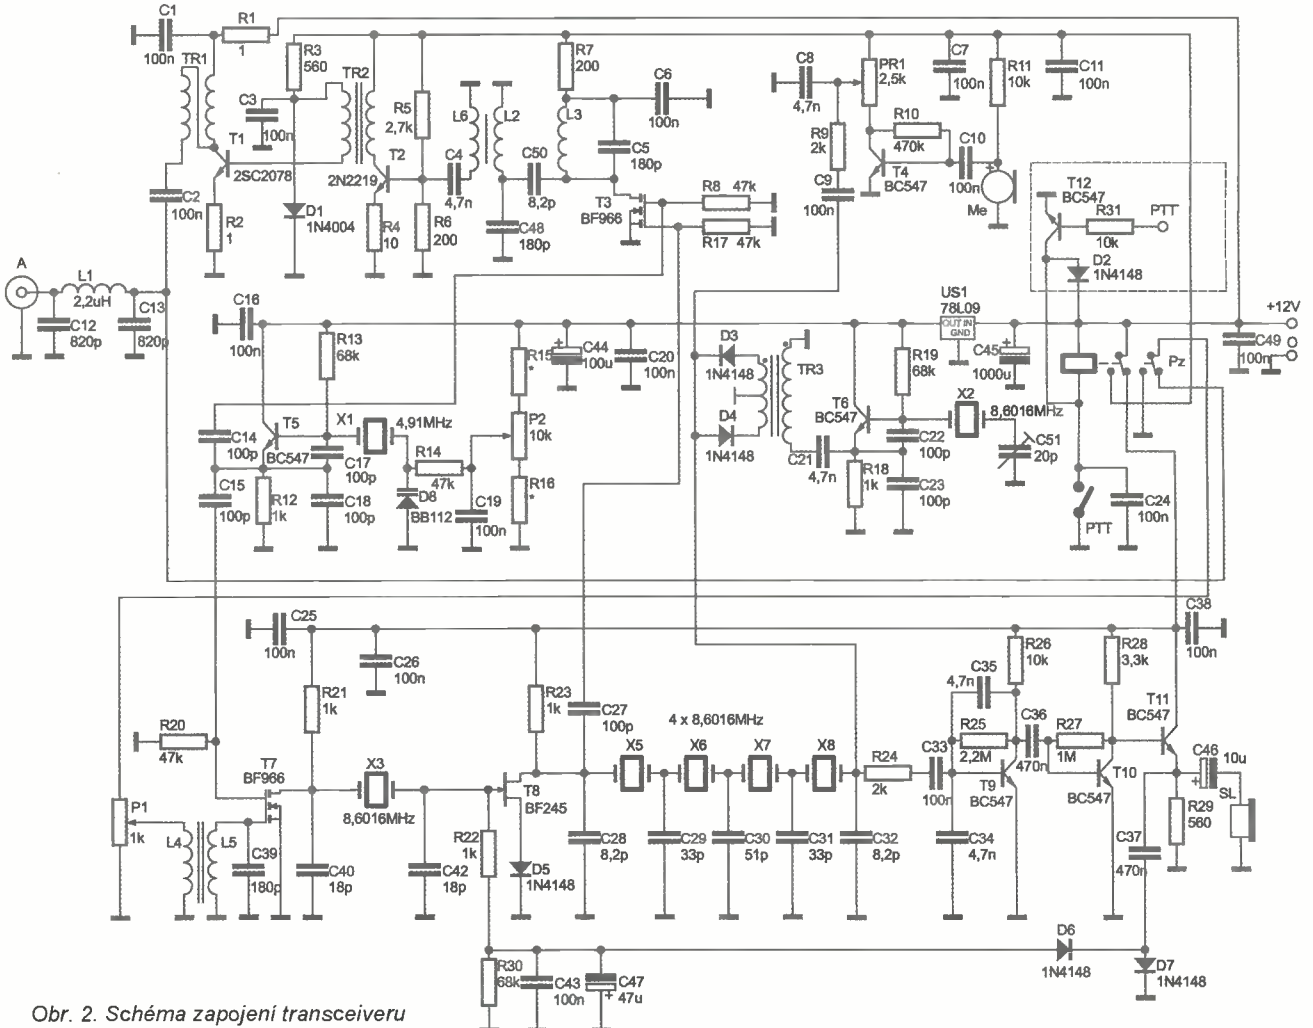 C1
100n
R1
1
TR1
R3
560
TR2
C3
100n
T1
2SC2078
C2
100n
R2
1
D1
1N4004
R5
2,7k
T2
2N2219
R4
10
R6
200
C4
4,7n
L6
L2
C50
8,2p
C48
180p
R7
200
L3
C6
100n
C5
180p
T3
BF966
R8
47k
R17
47k
C8
4,7n
PR1
2,5k
R9
2k
C9
100n
R10
470k
T4
BC547
C7
100n
R11
10k
C11
100n
C10
100n
Me
T12
BC547
R31
10k
PTT
D2
1N4148
A
L1
2,2uH
C12
820p
C13
820p
C16
100n
R13
68k
R15
*
C44
100u
C20
100n
D3
1N4148
TR3
D4
1N4148
US1
78L09
OUT IN
GND
R19
68k
C45
1000u
+12V
C49
100n
Pz
T5
BC547
X1
4,91MHz
P2
10k
T6
BC547
X2
8,6016MHz
C14
100p
C15
100p
R12
1k
C17
100p
C18
100p
R14
47k
D8
BB112
C19
100n
R16
*
C21
4,7n
R18
1k
C22
100p
C23
100p
C51
20p
C24
100n
PTT
C25
100n
C26
100n
R21
1k
R23
1k
C27
100p
4 x 8,6016MHz
R26
10k
R28
3,3k
C38
100n
C35
4,7n
T11
BC547
R20
47k
T7
BF966
X3
8,6016MHz
T8
BF245
X5
X6
X7
X8
R24
2k
C33
100n
R25
2,2M
C36
470n
R27
1M
T9
BC547
T10
BC547
C46
10u
SL
P1
1k
L4
L5
C39
180p
C40
18p
C42
18p
R22
1k
D5
1N4148
C28
8,2p
C29
33p
C30
51p
C31
33p
C32
8,2p
C34
4,7n
C37
470n
R29
560
D6
1N4148
D7
1N4148
R30
68k
C43
100n
C47
47u
Obr. 2. Schéma zapojení transceiveru